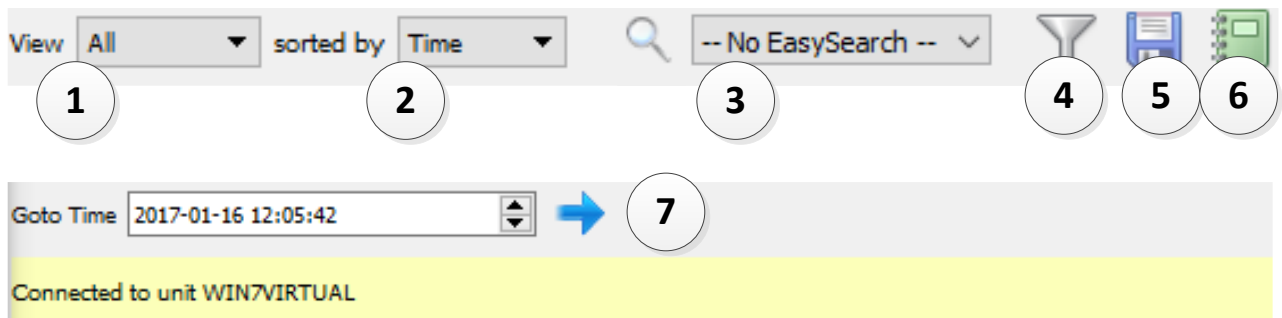 View All sorted by Time -- No EasySearch --
1 2 3 4 5 6
Goto Time 2017-01-16 12:05:42 7
Connected to unit WIN7VIRTUAL